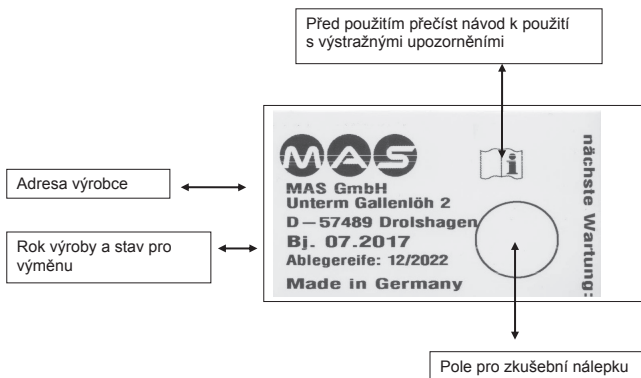 Před použitím přečíst návod k použití
s výstražnými upozorněními
MAS
MAS GmbH
Unterm Gallenlöh 2
D–57489 Drolshagen
Bj. 07.2017
Ablegereife: 12/2022
Made in Germany
nächste Wartung:
Adresa výrobce
Rok výroby a stav pro
výměnu
Pole pro zkušební nálepku